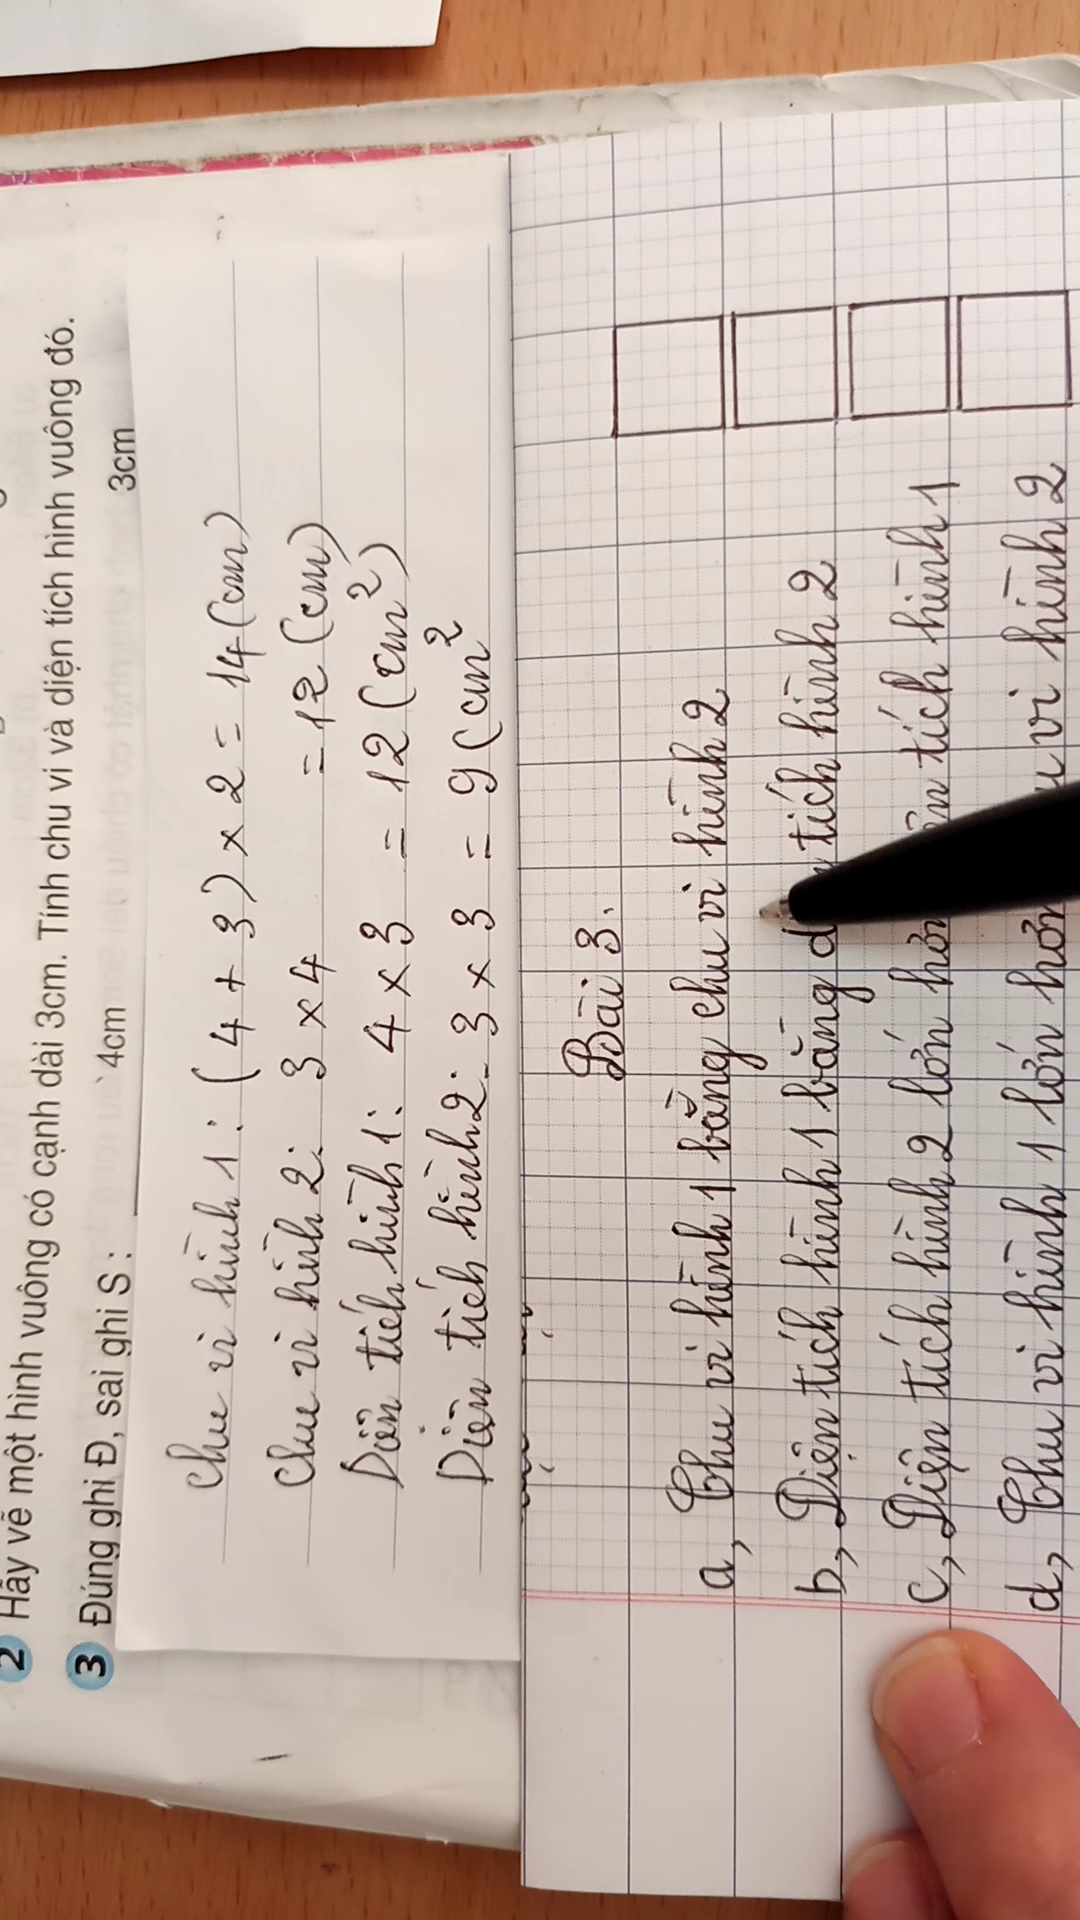 2 Hãy vẽ một hình vuông có cạnh dài 3cm. Tính chu vi và diện tích hình vuông đó.
3 Đúng ghi Đ, sai ghi S :
4cm 3cm
Chu vi hình 1 : (4 + 3) × 2 = 14 (cm)
Chu vi hình 2: 3 × 4 = 12 (cm)
Diện tích hình 1: 4 × 3 = 12 (cm²)
Diện tích hình 2: 3 × 3 = 9 (cm²
Bài 3.
a, Chu vi hình 1 bằng chu vi hình 2
b, Diện tích hình 1 bằng tích hình 2
c, Diện tích hình 2 lớn hơn tích hình 1
d, Chu vi hình 1 lớn hơn vi hình 2